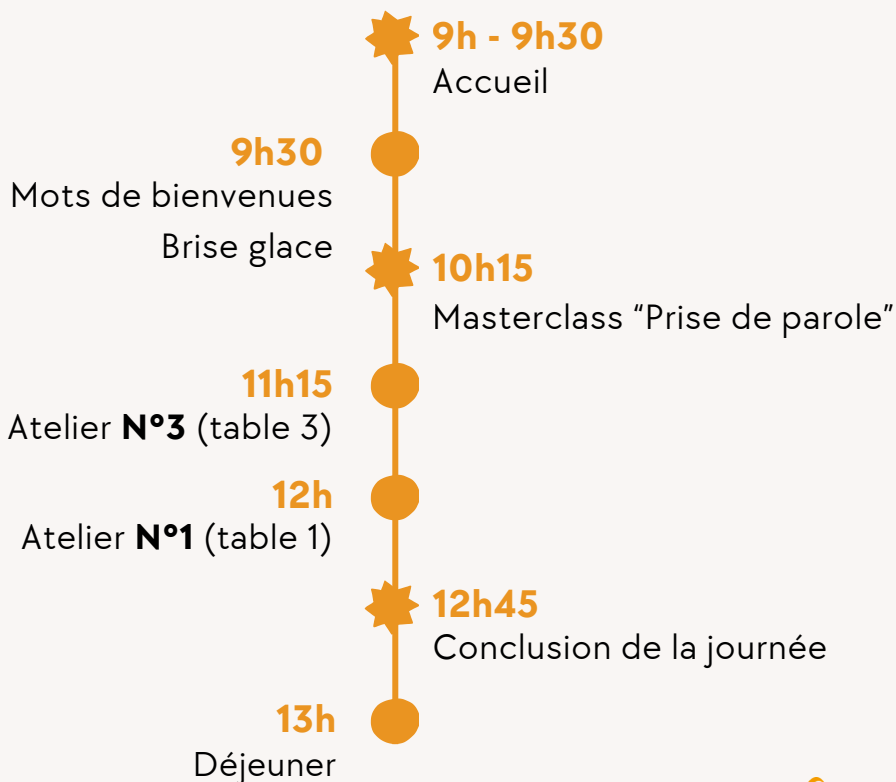 9h - 9h30
Accueil
9h30
Mots de bienvenues
Brise glace
10h15
Masterclass “Prise de parole”
11h15
Atelier N°3 (table 3)
12h
Atelier N°1 (table 1)
12h45
Conclusion de la journée
13h
Déjeuner